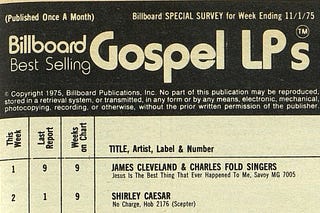 (Published Once A Month) Billboard SPECIAL SURVEY for Week Ending 11/1/75
Billboard Gospel LPs™
Best Selling
© Copyright 1975, Billboard Publications, Inc. No part of this publication may be reproduced,
stored in a retrieval system, or transmitted, in any form or by any means, electronic, mechanical,
photocopying, recording, or otherwise, without the prior written permission of the publisher.
This Week
Last Report
Weeks on Chart
TITLE, Artist, Label & Number
1 9 9 JAMES CLEVELAND & CHARLES FOLD SINGERS
Jesus Is The Best Thing That Ever Happened To Me, Savoy MG 7005
2 1 9 SHIRLEY CAESAR
No Charge, Hob 2176 (Scepter)